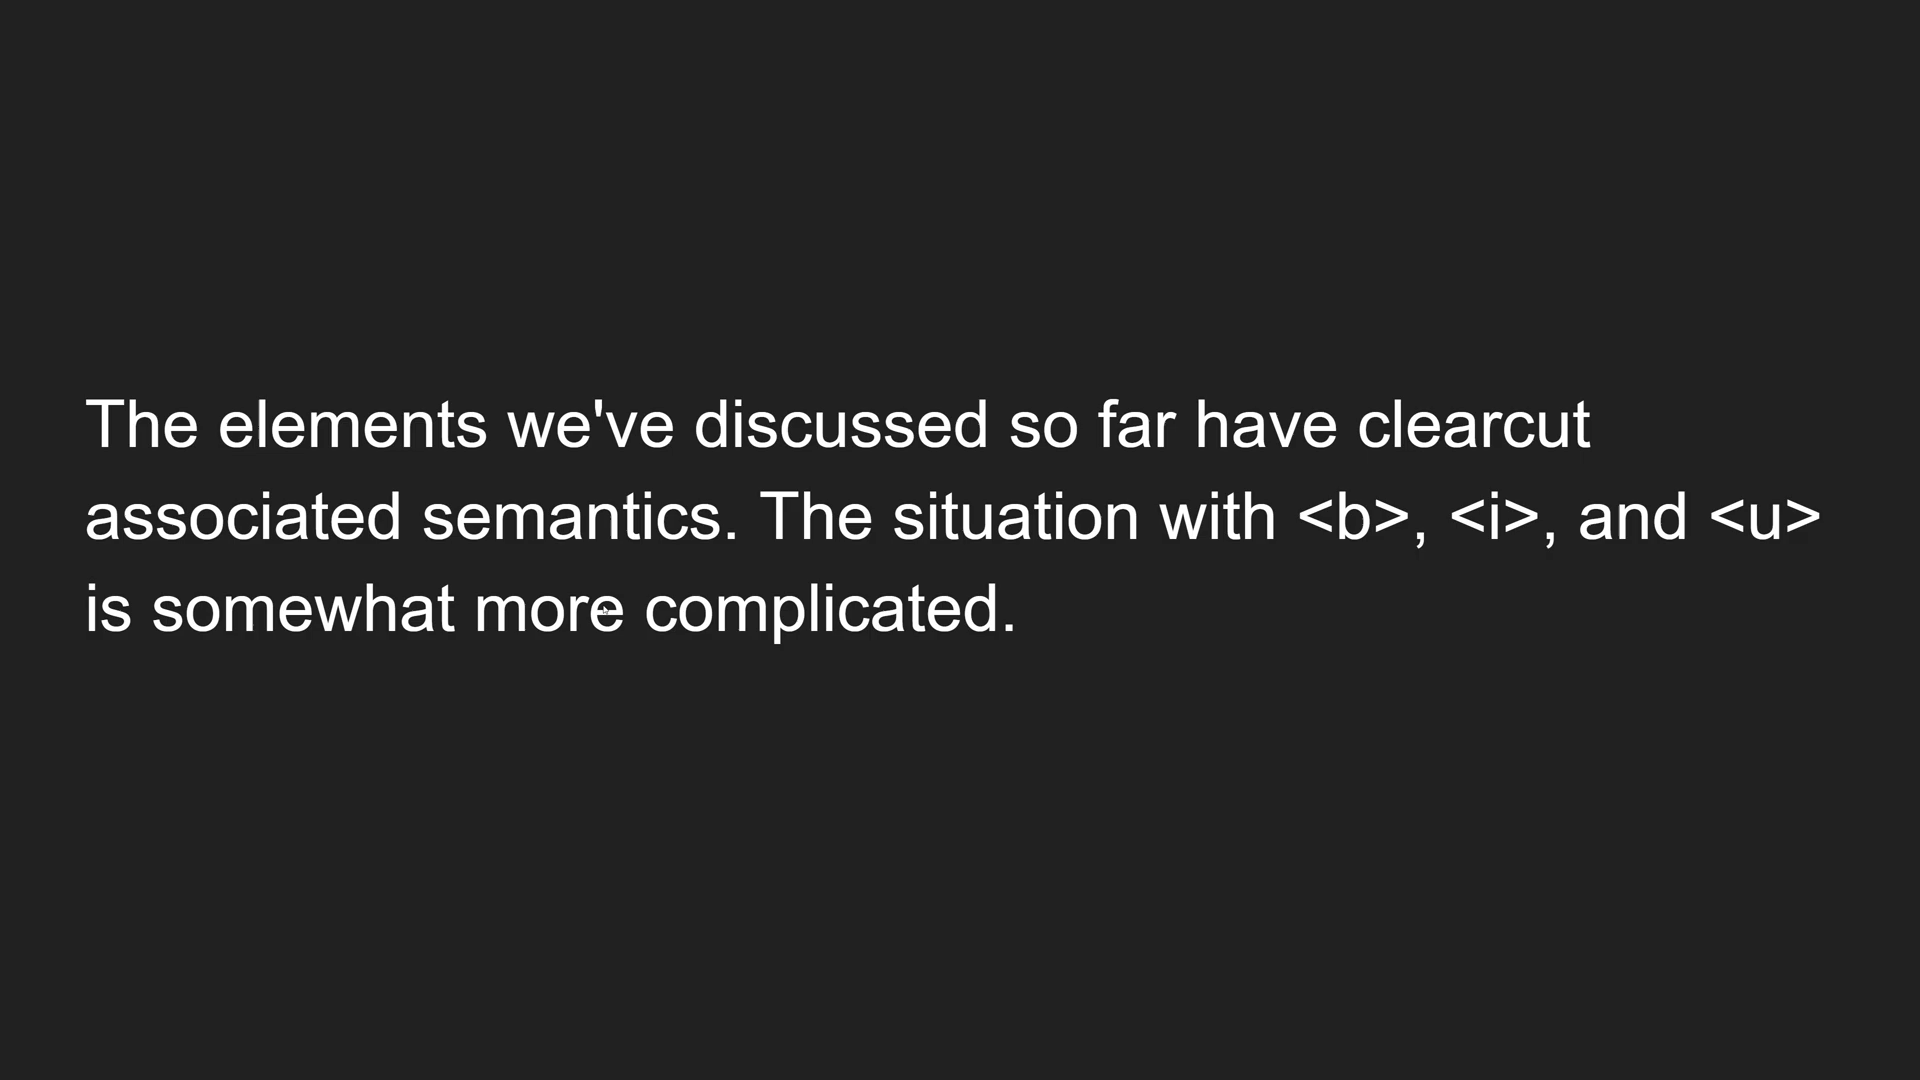 The elements we've discussed so far have clearcut
associated semantics. The situation with <b>, <i>, and <u>
is somewhat more complicated.